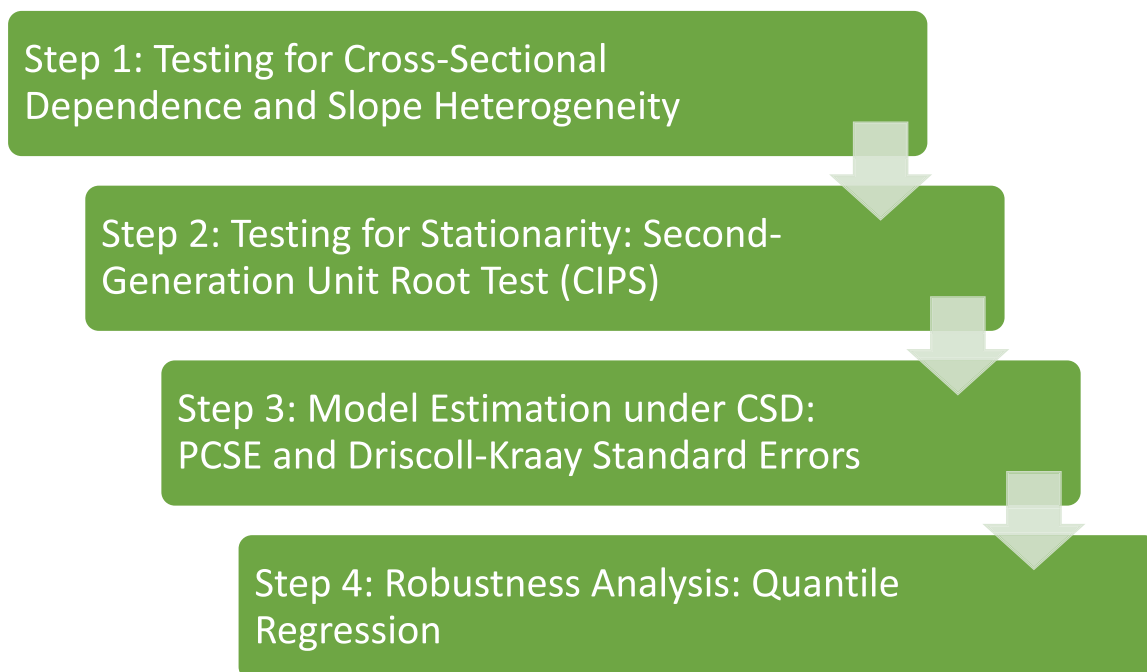 Step 1: Testing for Cross-Sectional
Dependence and Slope Heterogeneity
Step 2: Testing for Stationarity: Second-
Generation Unit Root Test (CIPS)
Step 3: Model Estimation under CSD:
PCSE and Driscoll-Kraay Standard Errors
Step 4: Robustness Analysis: Quantile
Regression